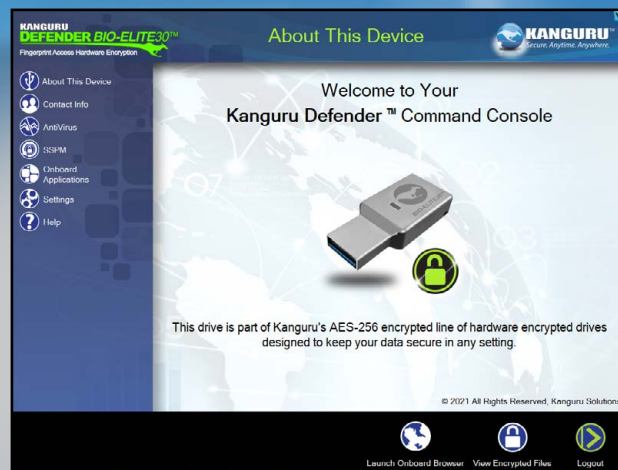 KANGURU
DEFENDER BIO-ELITE30™
Fingerprint Access Hardware Encryption
About This Device
KANGURU™
Secure. Anytime. Anywhere.
About This Device
Contact Info
AntiVirus
SSPM
Onboard
Applications
Settings
Help
Welcome to Your
Kanguru Defender ™ Command Console
BIO-ELITE30
This drive is part of Kanguru's AES-256 encrypted line of hardware encrypted drives
designed to keep your data secure in any setting.
© 2021 All Rights Reserved, Kanguru Solutions
Launch Onboard Browser
View Encrypted Files
Logout